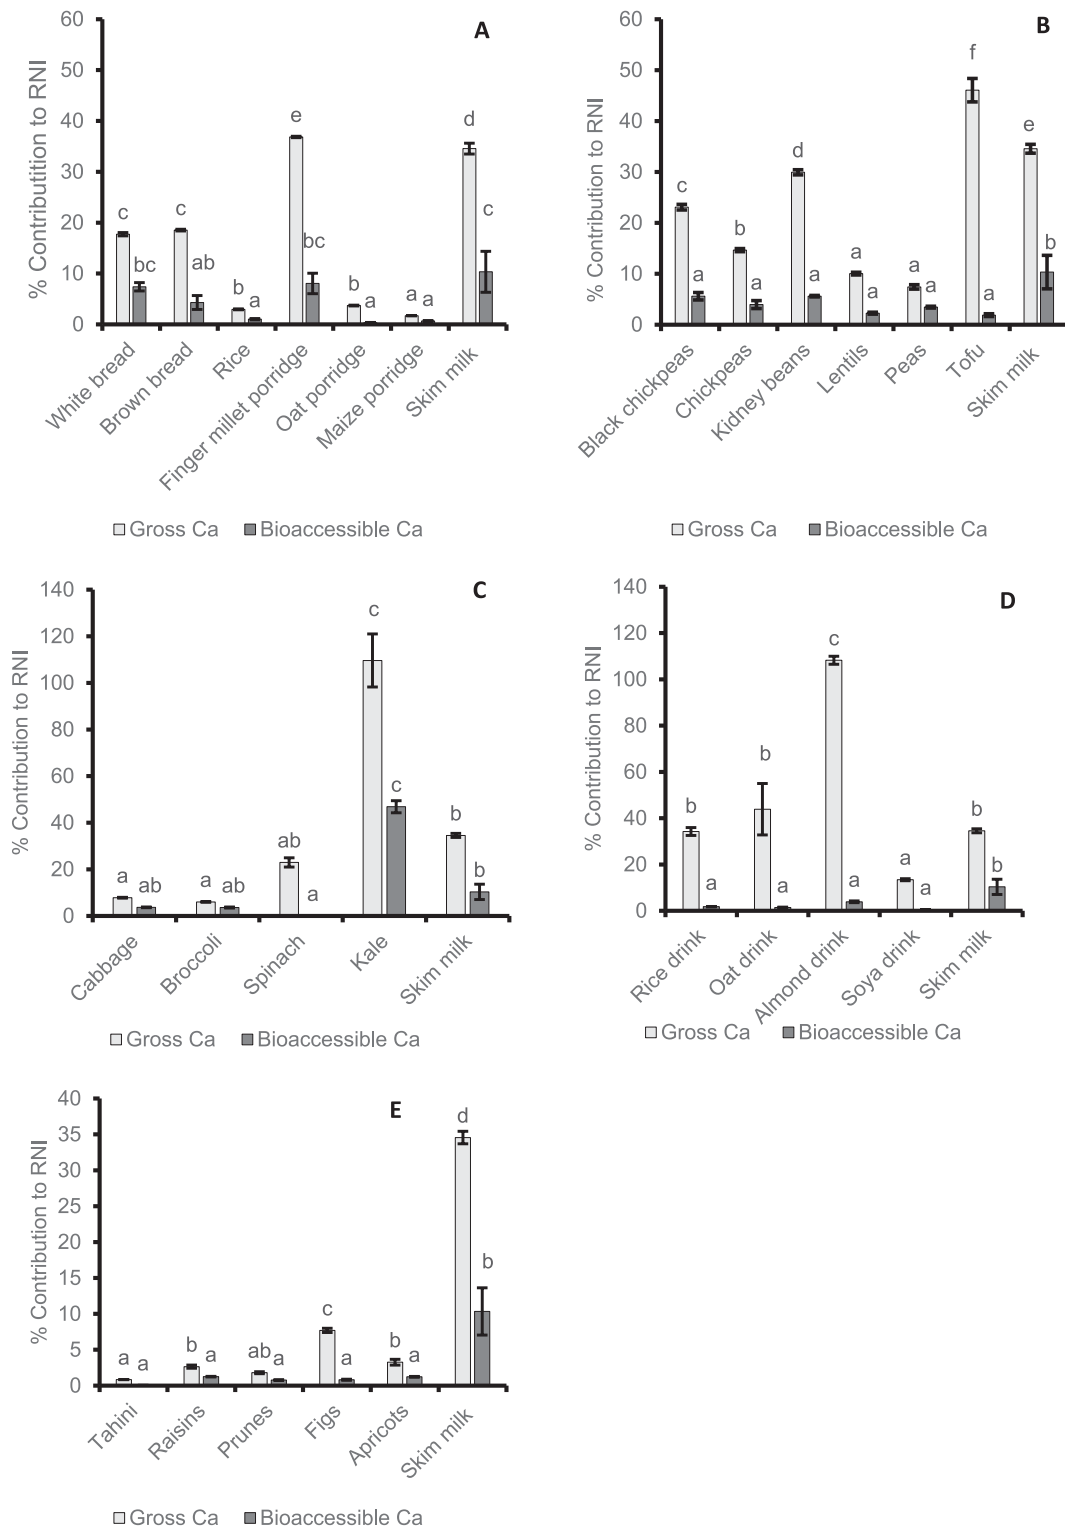 A
% Contributition to RNI
60
50
40
30
20
10
0
c
bc
c
ab
b
a
e
bc
b
a
a
a
d
c
White bread
Brown bread
Rice
Finger millet porridge
Oat porridge
Maize porridge
Skim milk
Gross Ca
Bioaccessible Ca
B
% Contribution to RNI
60
50
40
30
20
10
0
c
a
b
a
d
a
a
a
a
f
a
e
b
Black chickpeas
Chickpeas
Kidney beans
Lentils
Peas
Tofu
Skim milk
Gross Ca
Bioaccessible Ca
C
% Contribution to RNI
140
120
100
80
60
40
20
0
a
ab
a
ab
ab
a
c
c
b
b
Cabbage
Broccoli
Spinach
Kale
Skim milk
Gross Ca
Bioaccessible Ca
D
% Contribution to RNI
140
120
100
80
60
40
20
0
b
a
b
a
c
a
a
a
b
b
Rice drink
Oat drink
Almond drink
Soya drink
Skim milk
Gross Ca
Bioaccessible Ca
E
% Contribution to RNI
40
35
30
25
20
15
10
5
0
a
a
b
a
ab
a
c
a
b
a
d
b
Tahini
Raisins
Prunes
Figs
Apricots
Skim milk
Gross Ca
Bioaccessible Ca